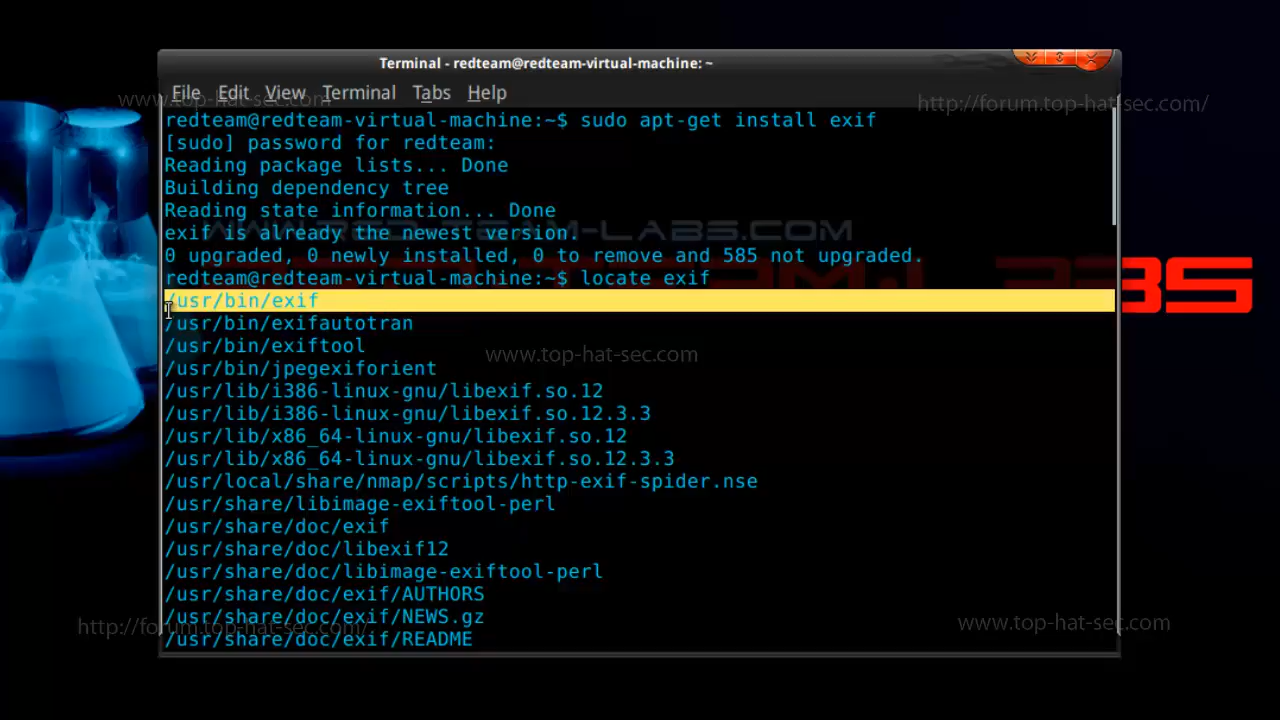 Terminal - redteam@redteam-virtual-machine: ~
File Edit View Terminal Tabs Help
www.top-hat-sec.com
http://forum.top-hat-sec.com/
redteam@redteam-virtual-machine:~$ sudo apt-get install exif
[sudo] password for redteam:
Reading package lists... Done
Building dependency tree
Reading state information... Done
WWW.RED-TEAM-LABS.COM
exif is already the newest version.
0 upgraded, 0 newly installed, 0 to remove and 585 not upgraded.
redteam@redteam-virtual-machine:~$ locate exif
/usr/bin/exif
/usr/bin/exifautotran
/usr/bin/exiftool
www.top-hat-sec.com
/usr/bin/jpegexiforient
/usr/lib/i386-linux-gnu/libexif.so.12
/usr/lib/i386-linux-gnu/libexif.so.12.3.3
/usr/lib/x86_64-linux-gnu/libexif.so.12
/usr/lib/x86_64-linux-gnu/libexif.so.12.3.3
/usr/local/share/nmap/scripts/http-exif-spider.nse
/usr/share/libimage-exiftool-perl
/usr/share/doc/exif
/usr/share/doc/libexif12
/usr/share/doc/libimage-exiftool-perl
/usr/share/doc/exif/AUTHORS
/usr/share/doc/exif/NEWS.gz
http://forum.top-hat-sec.com/
www.top-hat-sec.com
/usr/share/doc/exif/README